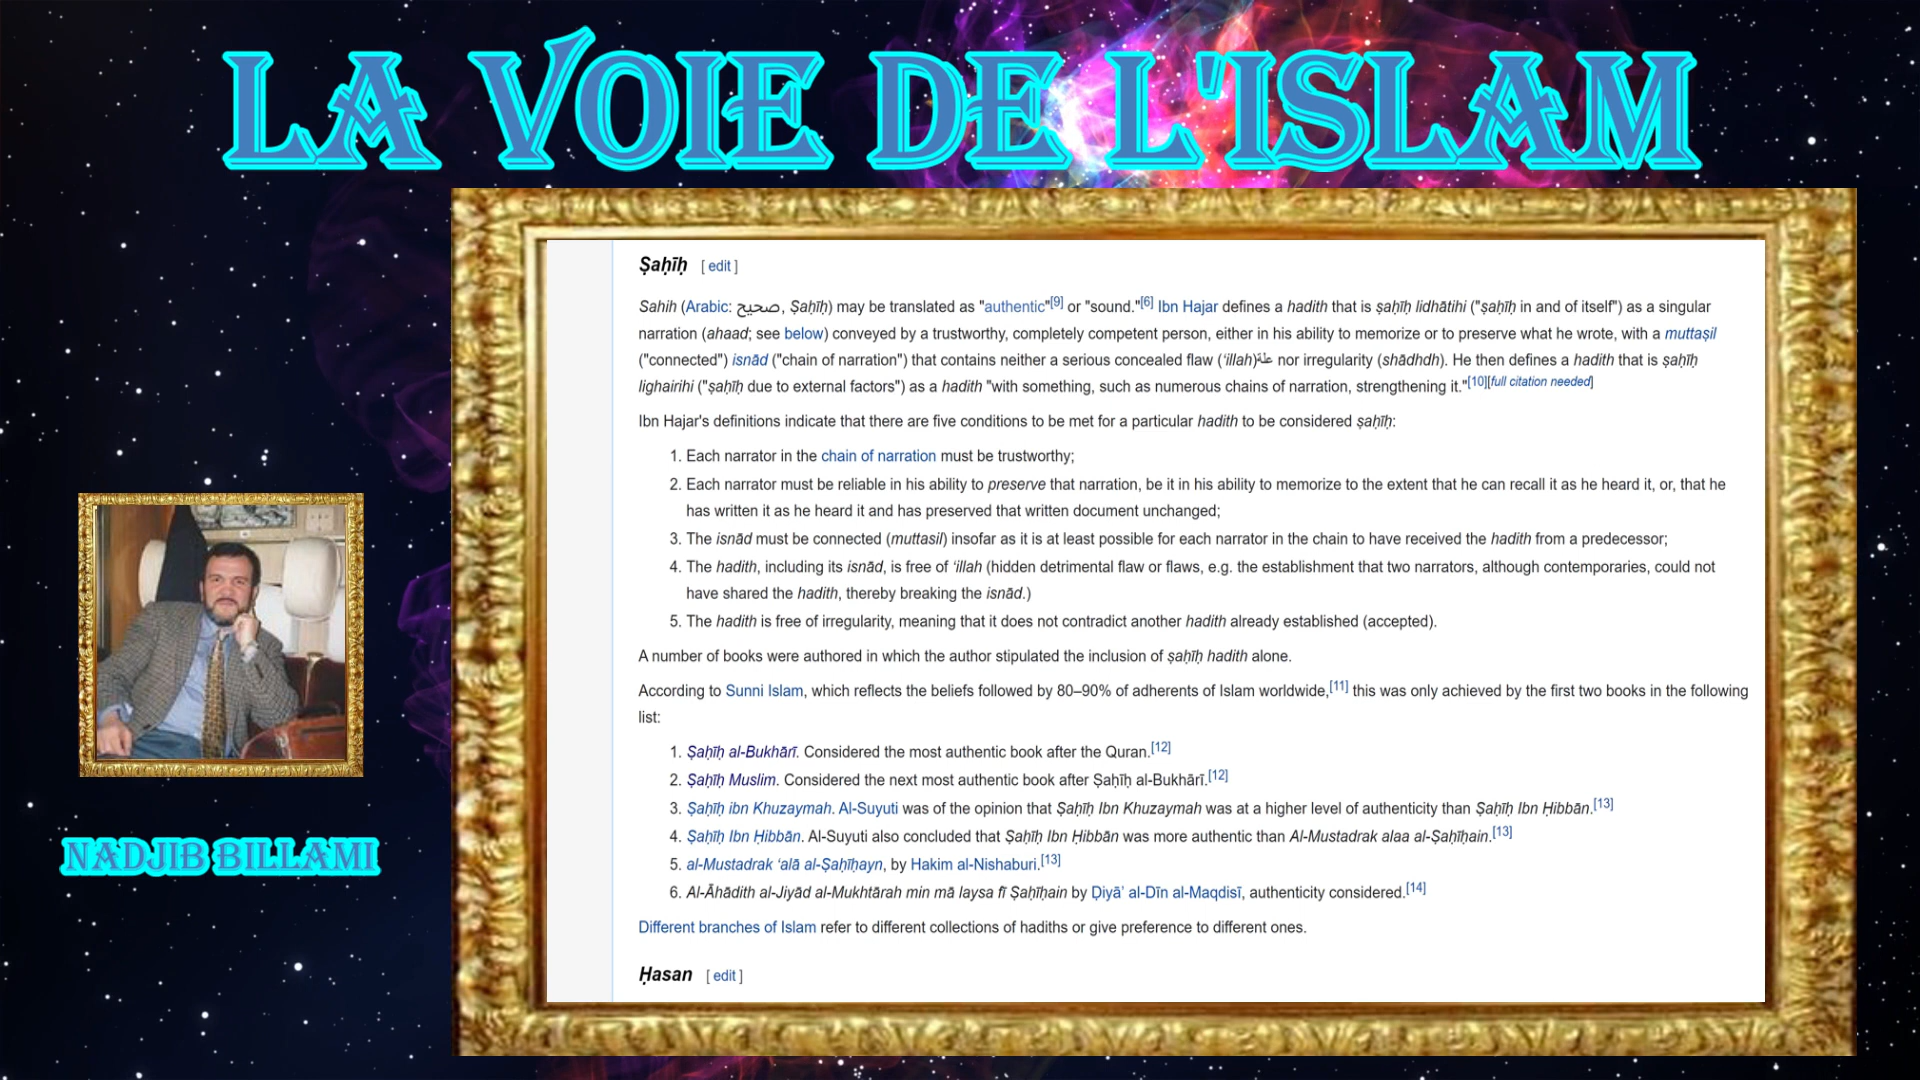 LA VOIE DE L'ISLAM
Ṣaḥīḥ [ edit ]
Sahih (Arabic: صحيح, Ṣaḥīḥ) may be translated as "authentic"[9] or "sound."[6] Ibn Hajar defines a hadith that is ṣaḥīḥ lidhātihi ("ṣaḥīḥ in and of itself") as a singular
narration (ahaad; see below) conveyed by a trustworthy, completely competent person, either in his ability to memorize or to preserve what he wrote, with a muttaṣil
("connected") isnād ("chain of narration") that contains neither a serious concealed flaw (ʻillah)علة nor irregularity (shādhdh). He then defines a hadith that is ṣaḥīḥ
lighairihi ("ṣaḥīḥ due to external factors") as a hadith "with something, such as numerous chains of narration, strengthening it."[10][full citation needed]
Ibn Hajar's definitions indicate that there are five conditions to be met for a particular hadith to be considered ṣaḥīḥ:
1. Each narrator in the chain of narration must be trustworthy;
2. Each narrator must be reliable in his ability to preserve that narration, be it in his ability to memorize to the extent that he can recall it as he heard it, or, that he
has written it as he heard it and has preserved that written document unchanged;
3. The isnād must be connected (muttasil) insofar as it is at least possible for each narrator in the chain to have received the hadith from a predecessor;
4. The hadith, including its isnād, is free of ʻillah (hidden detrimental flaw or flaws, e.g. the establishment that two narrators, although contemporaries, could not
have shared the hadith, thereby breaking the isnād.)
5. The hadith is free of irregularity, meaning that it does not contradict another hadith already established (accepted).
A number of books were authored in which the author stipulated the inclusion of ṣaḥīḥ hadith alone.
According to Sunni Islam, which reflects the beliefs followed by 80–90% of adherents of Islam worldwide,[11] this was only achieved by the first two books in the following
list:
1. Ṣaḥīḥ al-Bukhārī. Considered the most authentic book after the Quran.[12]
2. Ṣaḥīḥ Muslim. Considered the next most authentic book after Ṣaḥīḥ al-Bukhārī.[12]
3. Ṣaḥīḥ ibn Khuzaymah. Al-Suyuti was of the opinion that Ṣaḥīḥ Ibn Khuzaymah was at a higher level of authenticity than Ṣaḥīḥ Ibn Ḥibbān.[13]
4. Ṣaḥīḥ Ibn Ḥibbān. Al-Suyuti also concluded that Ṣaḥīḥ Ibn Ḥibbān was more authentic than Al-Mustadrak alaa al-Ṣaḥīḥain.[13]
5. al-Mustadrak ʻalā al-Ṣaḥīḥayn, by Hakim al-Nishaburi.[13]
6. Al-Āhādith al-Jiyād al-Mukhtārah min mā laysa fī Ṣaḥīḥain by Ḍiyāʼ al-Dīn al-Maqdisī, authenticity considered.[14]
Different branches of Islam refer to different collections of hadiths or give preference to different ones.
Ḥasan [ edit ]
NADJIB BILLAMI